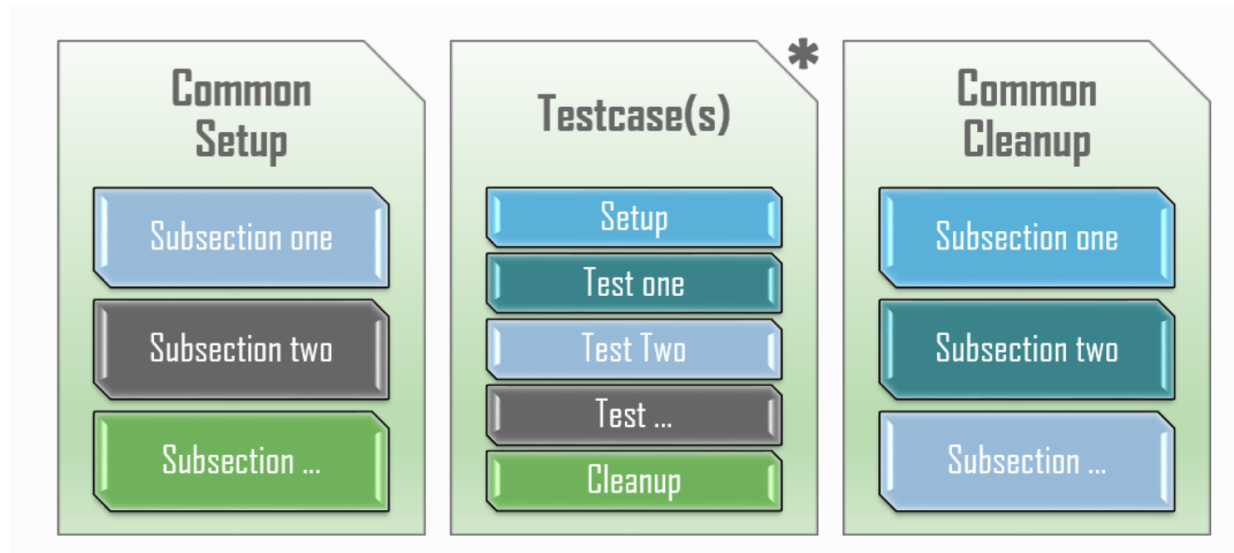 Common
Setup
Subsection one
Subsection two
Subsection ...
*
Testcase(s)
Setup
Test one
Test Two
Test ...
Cleanup
Common
Cleanup
Subsection one
Subsection two
Subsection ...